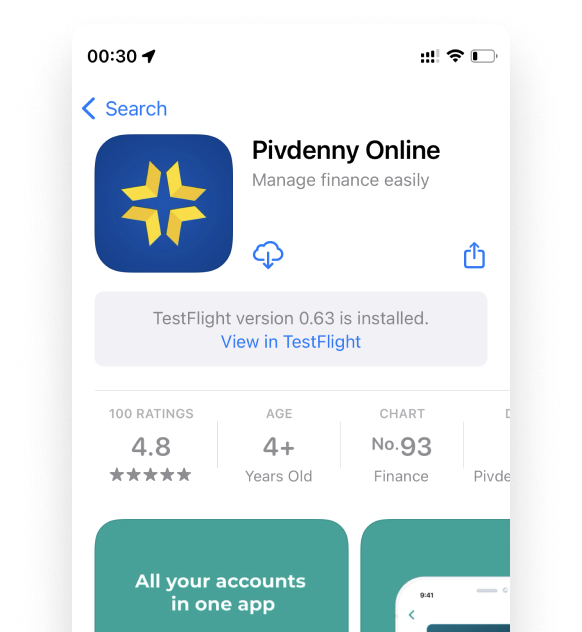 00:30
Search
Pivdenny Online
Manage finance easily
TestFlight version 0.63 is installed.
View in TestFlight
100 RATINGS
AGE
CHART
4.8
4+
No.93
★★★★★
Years Old
Finance
All your accounts
in one app
9:41